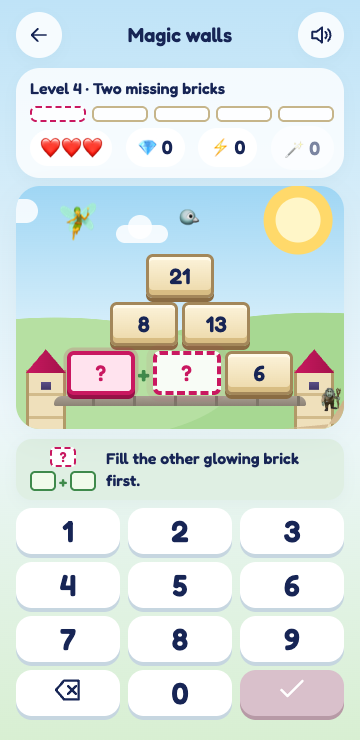 Magic walls
Level 4 · Two missing bricks
0 0 0
21
8 13
? + ? 6
?
+
Fill the other glowing brick
first.
1 2 3
4 5 6
7 8 9
0